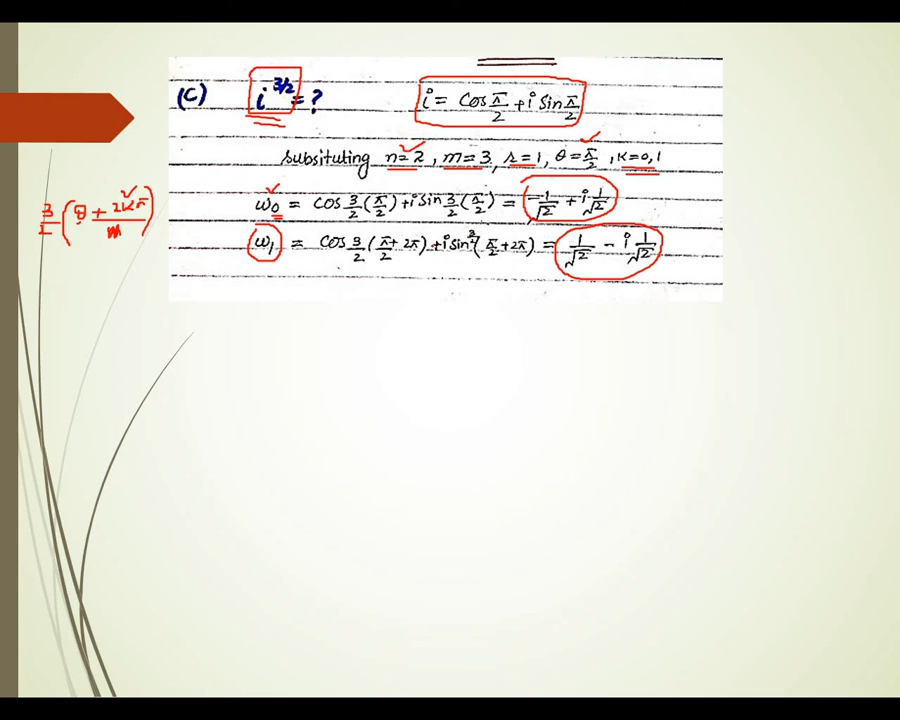 (C) i^3/2 = ? i = cos π/2 + i sin π/2
Subsituting n=2, m=3, r=1, θ=π/2, K=0,1
ω0 = cos 3/2 (π/2) + i sin 3/2 (π/2) = -1/√2 + i 1/√2
3/2 (θ + 2Kπ/m)
ω1 = cos 3/2 (π/2 + 2π) + i sin 3/2 (π/2 + 2π) = 1/√2 - i 1/√2